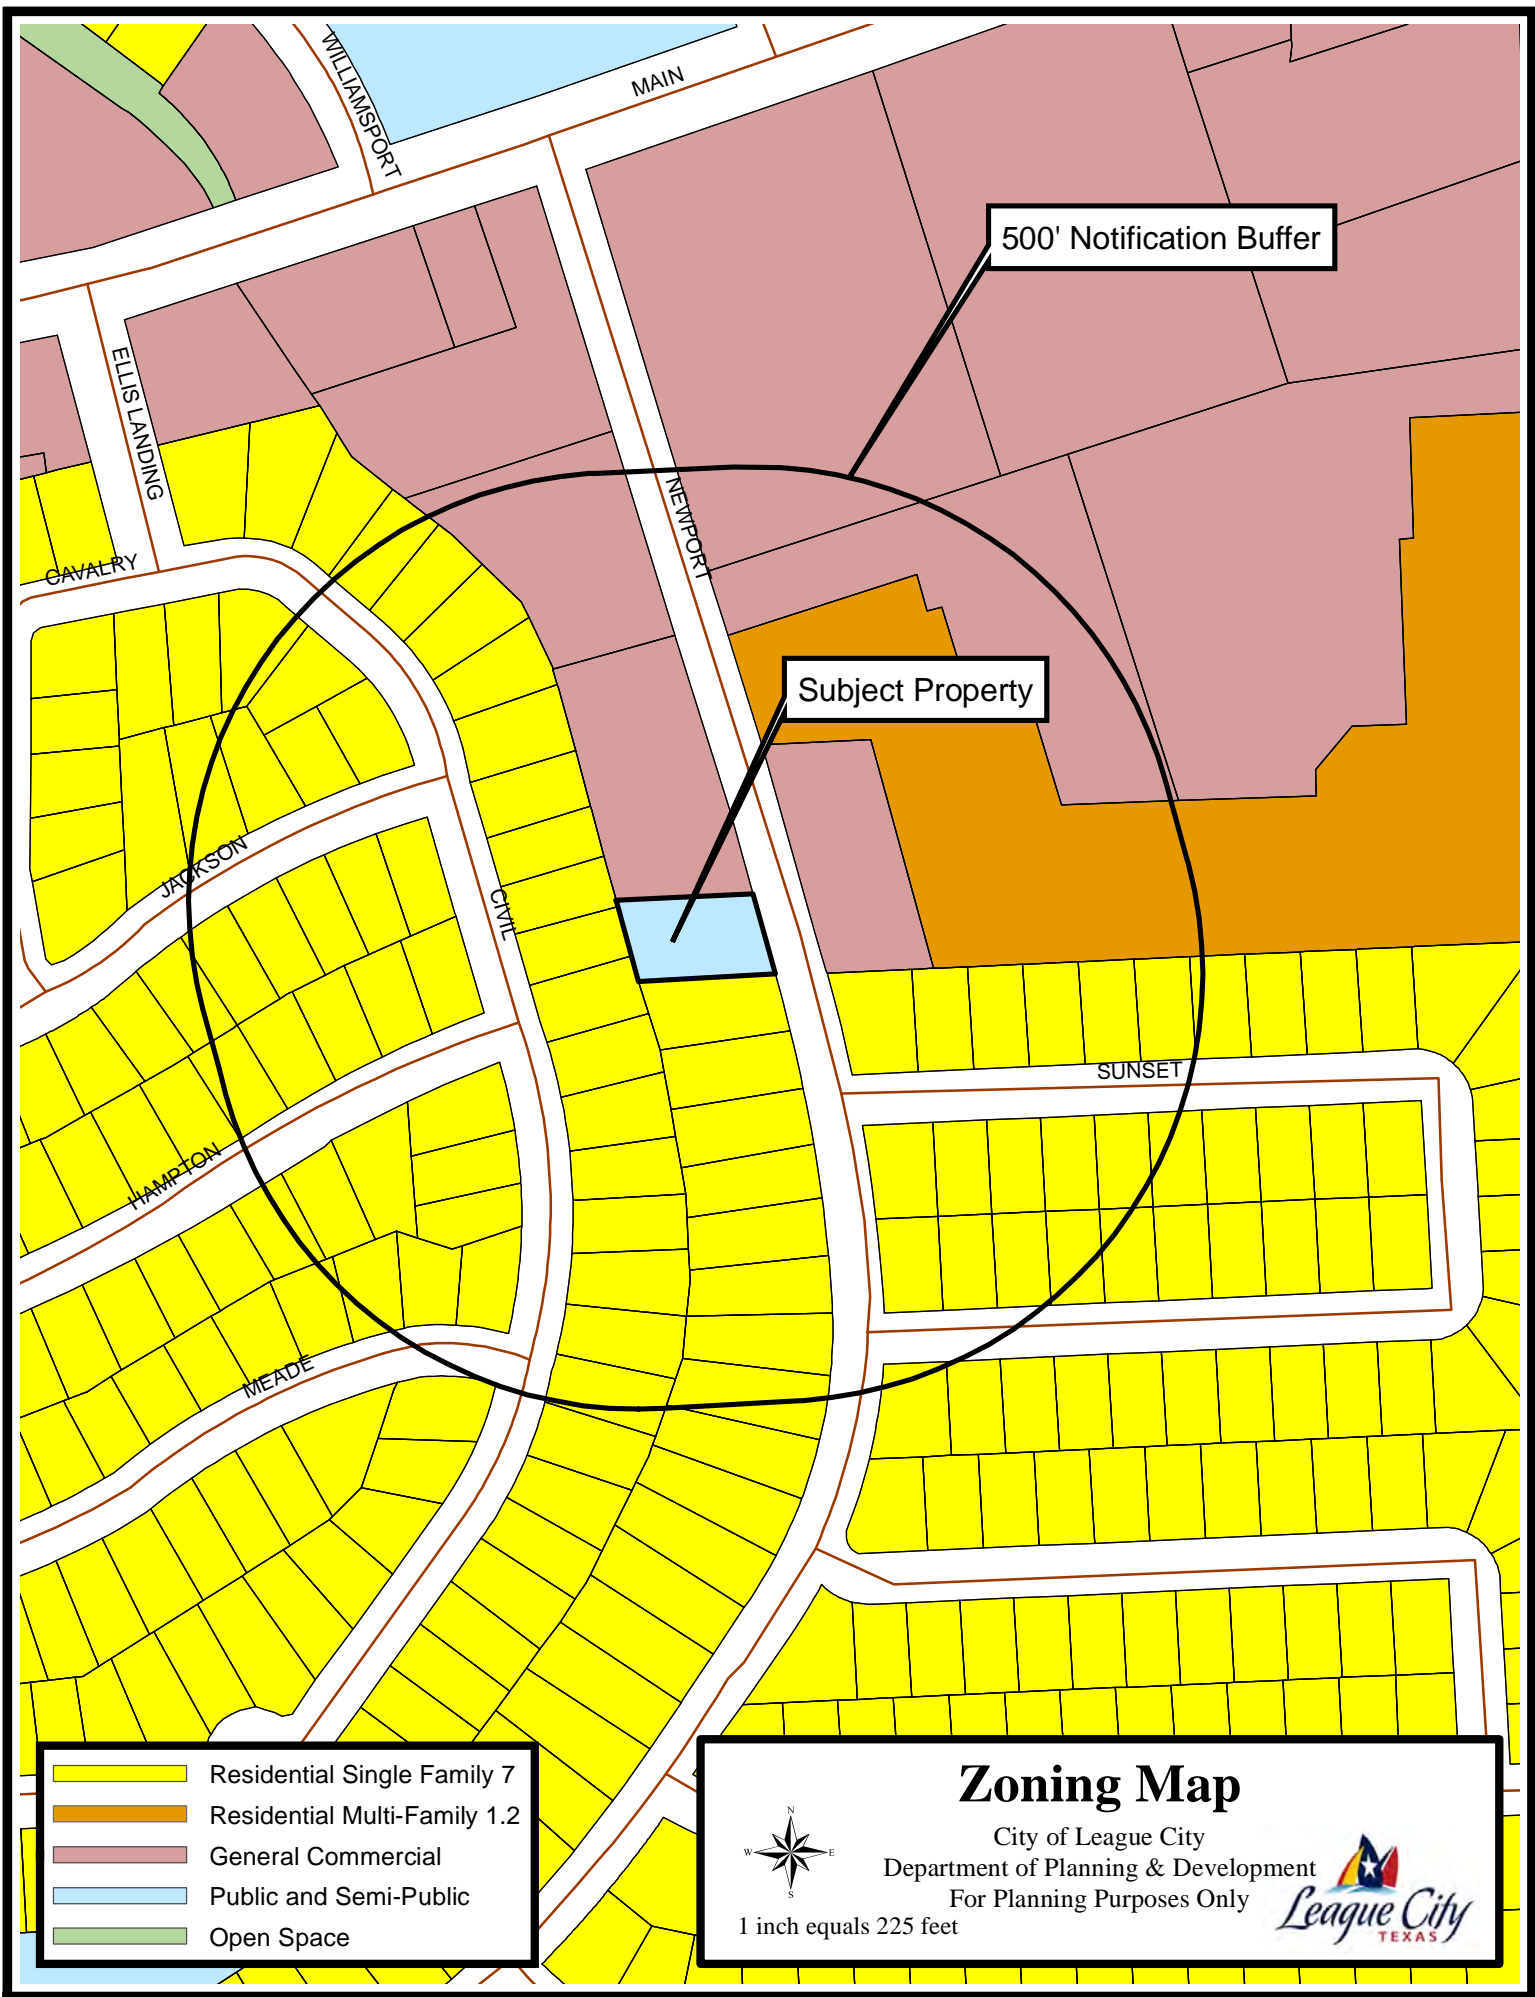 WILLIAMSPORT
MAIN
500' Notification Buffer
ELLIS LANDING
NEWPORT
CAVALRY
Subject Property
JACKSON
CIVIL
SUNSET
HAMPTON
MEADE
Residential Single Family 7
Residential Multi-Family 1.2
General Commercial
Public and Semi-Public
Open Space
Zoning Map
City of League City
Department of Planning & Development
For Planning Purposes Only
1 inch equals 225 feet
N
W
E
S
League City
TEXAS